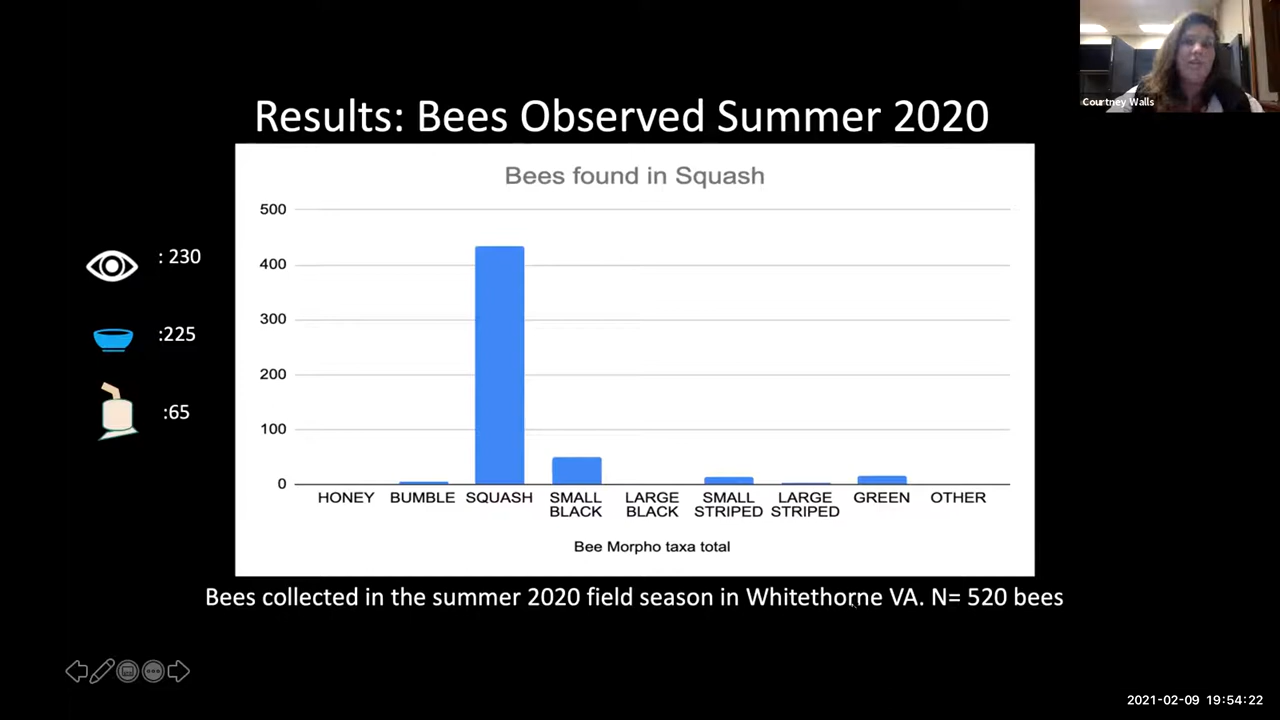 Courtney Walls
Results: Bees Observed Summer 2020
Bees found in Squash
500
400
300
200
100
0
HONEY BUMBLE SQUASH SMALL BLACK LARGE BLACK SMALL STRIPED LARGE STRIPED GREEN OTHER
Bee Morpho taxa total
: 230
:225
:65
Bees collected in the summer 2020 field season in Whitethorne VA. N= 520 bees
2021-02-09 19:54:22